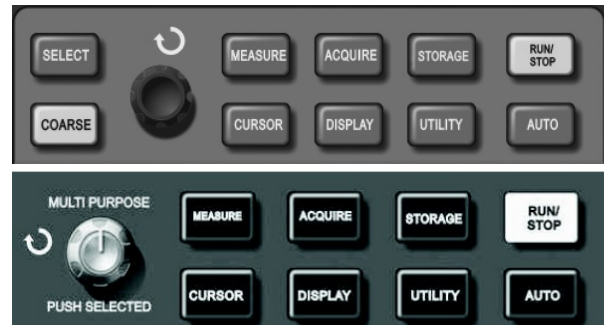 SELECT
MEASURE
ACQUIRE
STORAGE
RUN/
STOP
COARSE
CURSOR
DISPLAY
UTILITY
AUTO
MULTI PURPOSE
MEASURE
ACQUIRE
STORAGE
RUN/
STOP
PUSH SELECTED
CURSOR
DISPLAY
UTILITY
AUTO